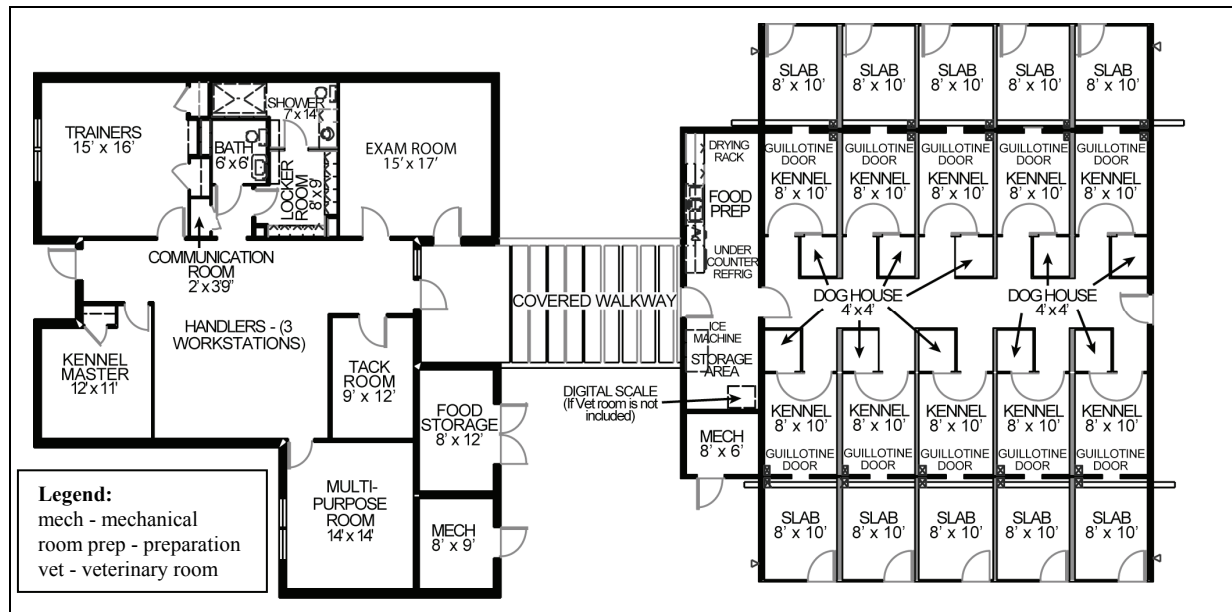 TRAINERS
15' x 16'
SHOWER
7' x 14'
BATH
6' x 6'
LOCKER
ROOM
8' x 9'
EXAM ROOM
15' x 17'
COMMUNICATION
ROOM
2' x 3'9"
HANDLERS - (3
WORKSTATIONS)
KENNEL
MASTER
12' x 11'
TACK
ROOM
9' x 12'
COVERED WALKWAY
FOOD
STORAGE
8' x 12'
MULTI-
PURPOSE
ROOM
14' x 14'
MECH
8' x 9'
Legend:
mech - mechanical
room prep - preparation
vet - veterinary room
DRYING
RACK
FOOD
PREP
UNDER
COUNTER
REFRIG
ICE
MACHINE
STORAGE
AREA
DIGITAL SCALE
(If Vet room is not
included)
MECH
8' x 6'
SLAB
8' x 10'
SLAB
8' x 10'
SLAB
8' x 10'
SLAB
8' x 10'
SLAB
8' x 10'
GUILLOTINE
DOOR
KENNEL
8' x 10'
GUILLOTINE
DOOR
KENNEL
8' x 10'
GUILLOTINE
DOOR
KENNEL
8' x 10'
GUILLOTINE
DOOR
KENNEL
8' x 10'
GUILLOTINE
DOOR
KENNEL
8' x 10'
DOG HOUSE
4' x 4'
DOG HOUSE
4' x 4'
KENNEL
8' x 10'
GUILLOTINE
DOOR
KENNEL
8' x 10'
GUILLOTINE
DOOR
KENNEL
8' x 10'
GUILLOTINE
DOOR
KENNEL
8' x 10'
GUILLOTINE
DOOR
KENNEL
8' x 10'
GUILLOTINE
DOOR
SLAB
8' x 10'
SLAB
8' x 10'
SLAB
8' x 10'
SLAB
8' x 10'
SLAB
8' x 10'